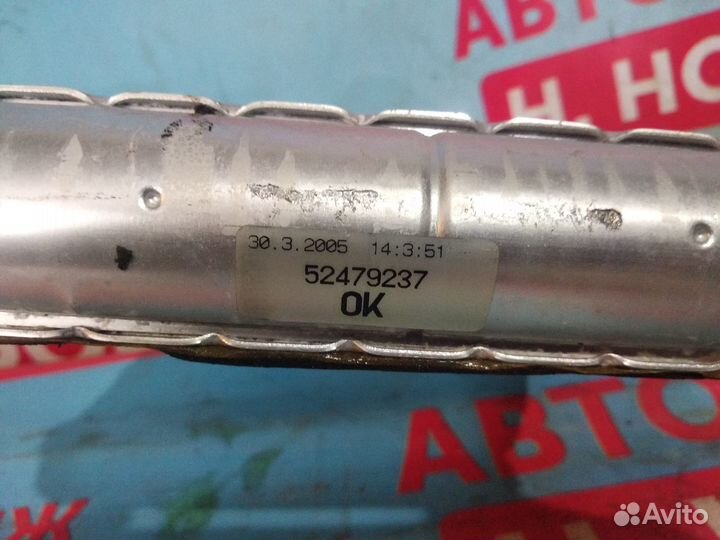 АВТО
Н. НО
30.3.2005 14:3:51
52479237
OK
АВТО
Н. Н
Ж
Avito